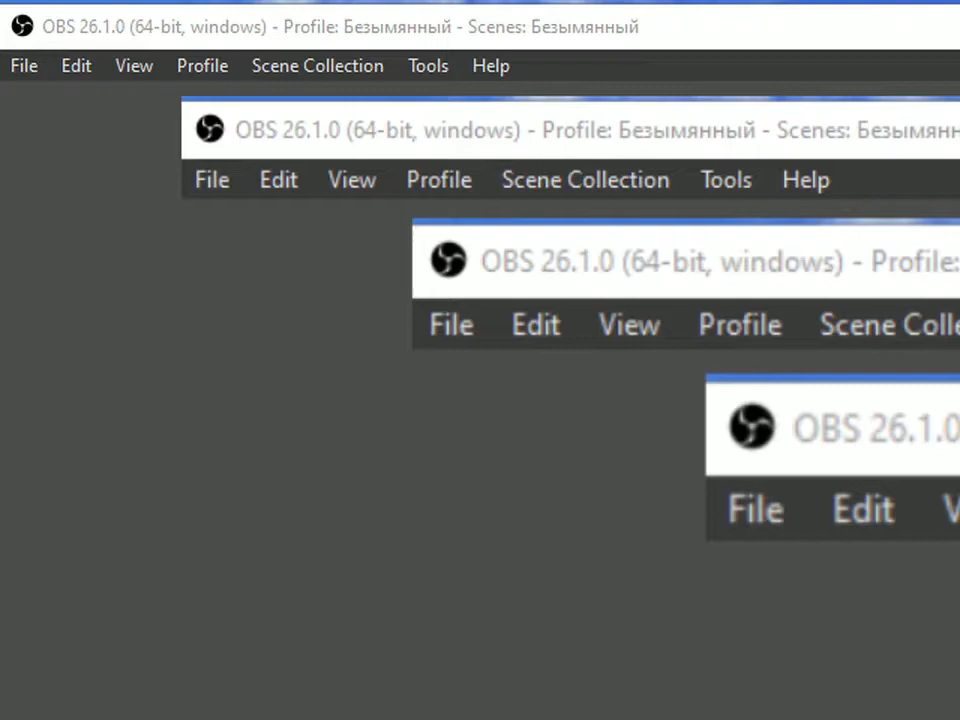 OBS 26.1.0 (64-bit, windows) - Profile: Безымянный - Scenes: Безымянный
File Edit View Profile Scene Collection Tools Help
OBS 26.1.0 (64-bit, windows) - Profile: Безымянный - Scenes: Безымянн
File Edit View Profile Scene Collection Tools Help
OBS 26.1.0 (64-bit, windows) - Profile:
File Edit View Profile Scene Colle
OBS 26.1.0
File Edit V